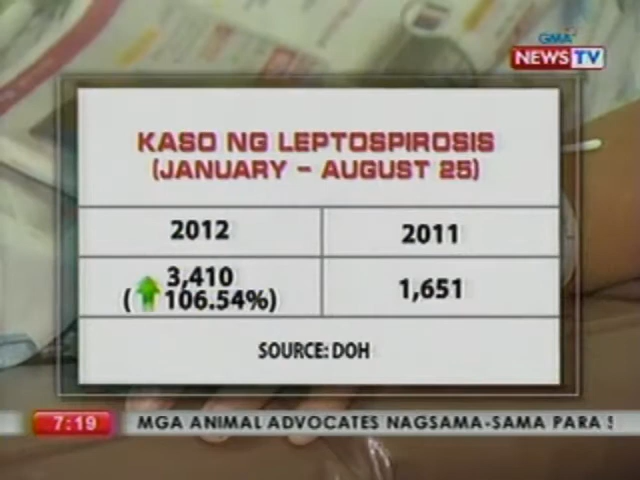 GMA
NEWS TV
KASO NG LEPTOSPIROSIS
(JANUARY – AUGUST 25)
2012
2011
3,410
(106.54%)
1,651
SOURCE: DOH
7:19
MGA ANIMAL ADVOCATES NAGSAMA-SAMA PARA